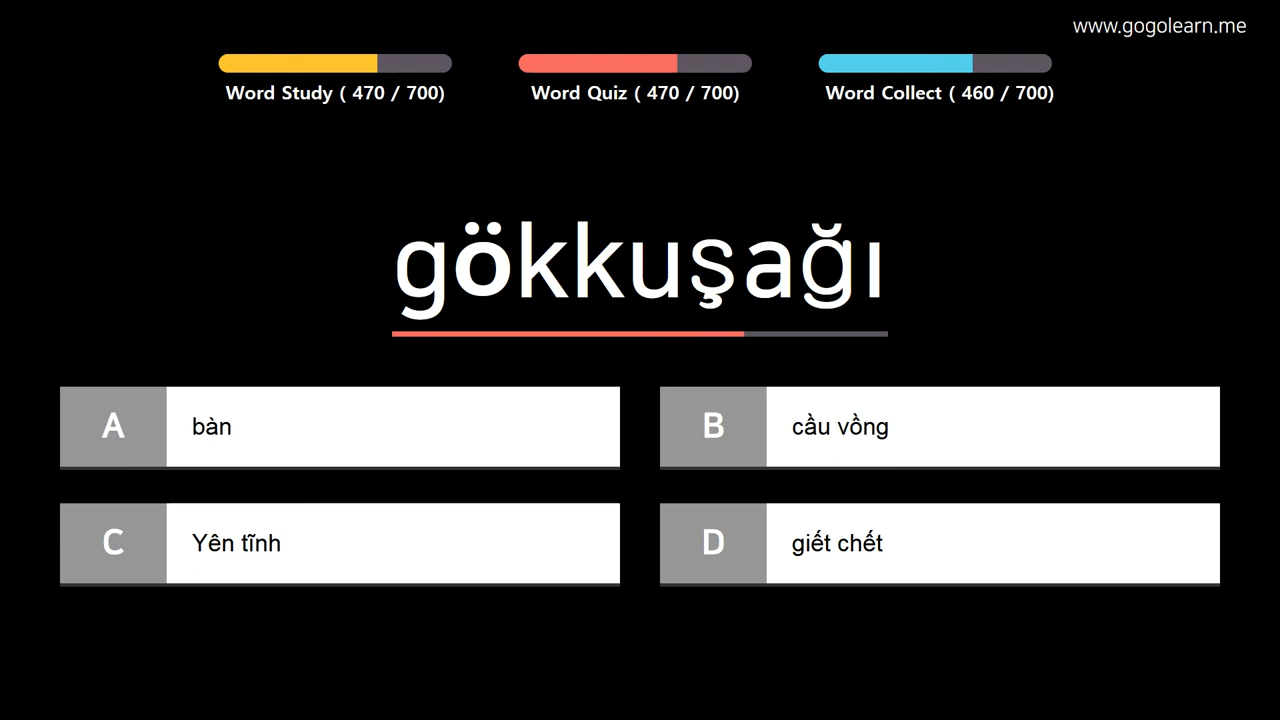 www.gogolearn.me
Word Study ( 470 / 700)
Word Quiz ( 470 / 700)
Word Collect ( 460 / 700)
gökkuşağı
A bàn
B cầu vồng
C Yên tĩnh
D giết chết